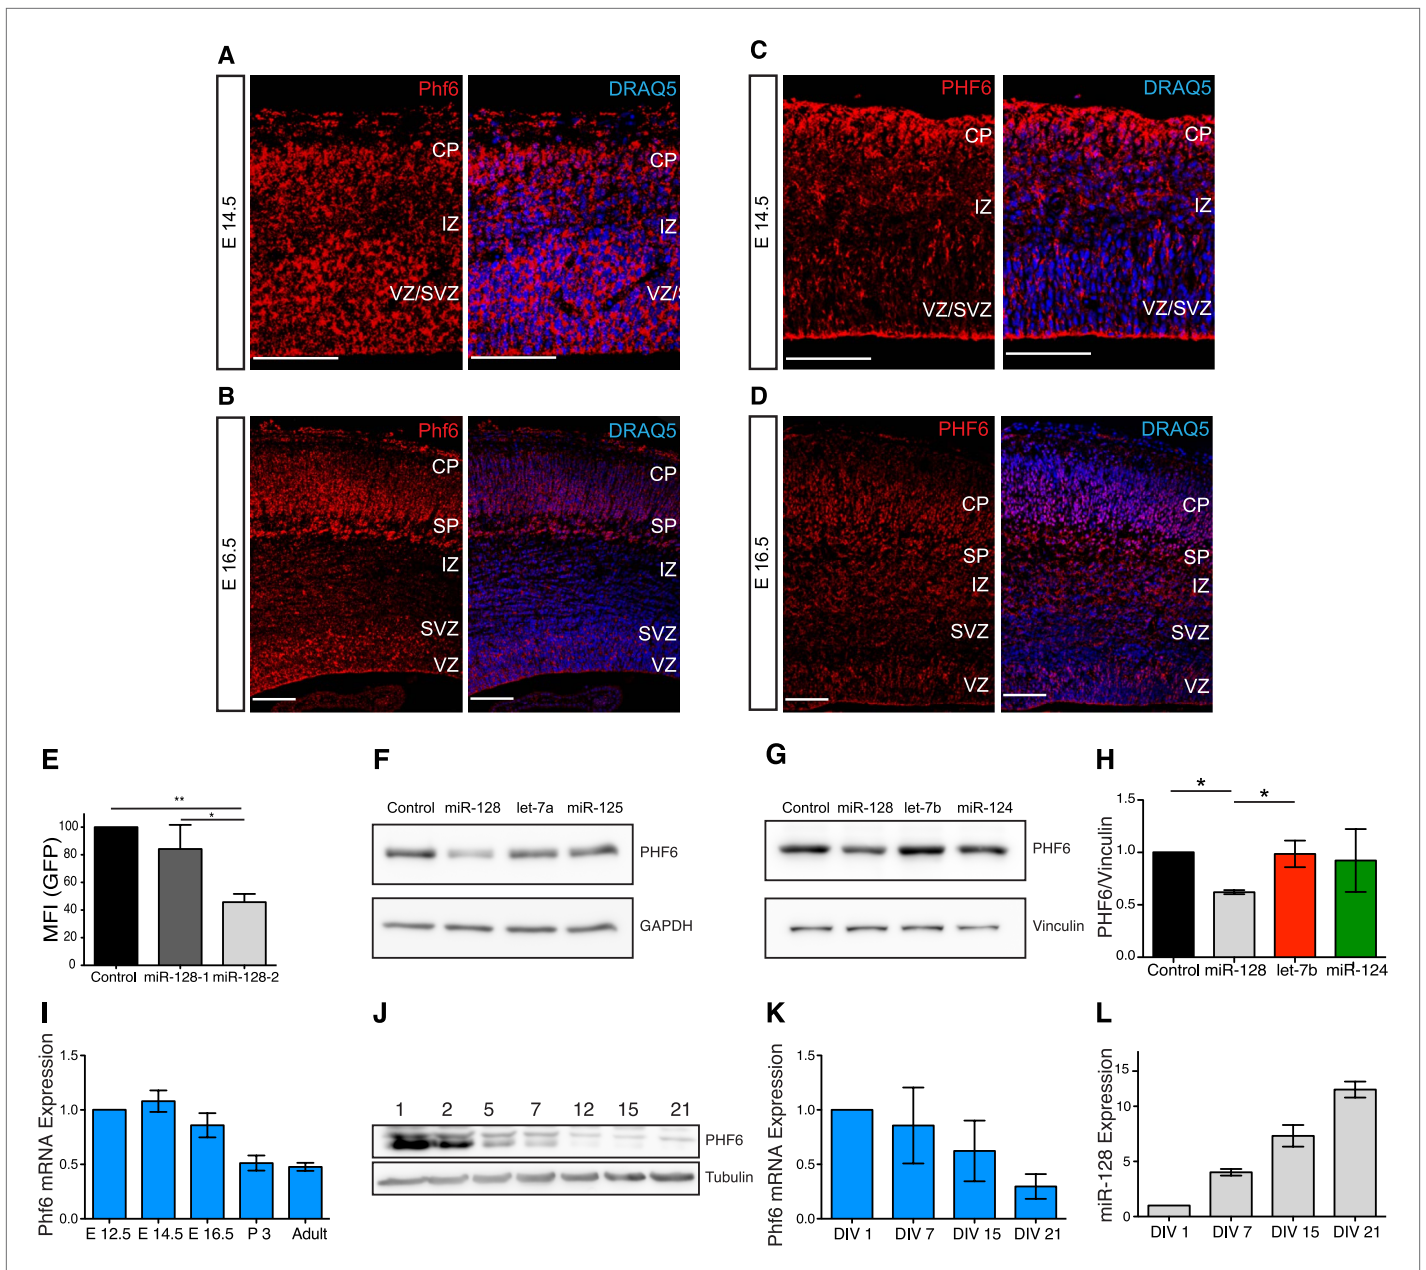 A
E 14.5
Phf6
CP
IZ
VZ/SVZ
DRAQ5
CP
IZ
VZ/S
C
E 14.5
PHF6
CP
IZ
VZ/SVZ
DRAQ5
CP
IZ
VZ/SVZ
B
E 16.5
Phf6
CP
SP
IZ
SVZ
VZ
DRAQ5
CP
SP
IZ
SVZ
VZ
D
E 16.5
PHF6
CP
SP
IZ
SVZ
VZ
DRAQ5
CP
SP
IZ
SVZ
VZ
E
MFI (GFP)
100
80
60
40
20
0
**
*
Control miR-128-1 miR-128-2
F
Control miR-128 let-7a miR-125
PHF6
GAPDH
G
Control miR-128 let-7b miR-124
PHF6
Vinculin
H
PHF6/Vinculin
1.5
1.0
0.5
0.0
*
*
Control miR-128 let-7b miR-124
I
Phf6 mRNA Expression
1.5
1.0
0.5
0.0
E 12.5 E 14.5 E 16.5 P 3 Adult
J
1 2 5 7 12 15 21
PHF6
Tubulin
K
Phf6 mRNA Expression
1.5
1.0
0.5
0.0
DIV 1 DIV 7 DIV 15 DIV 21
L
miR-128 Expression
15
10
5
0
DIV 1 DIV 7 DIV 15 DIV 21